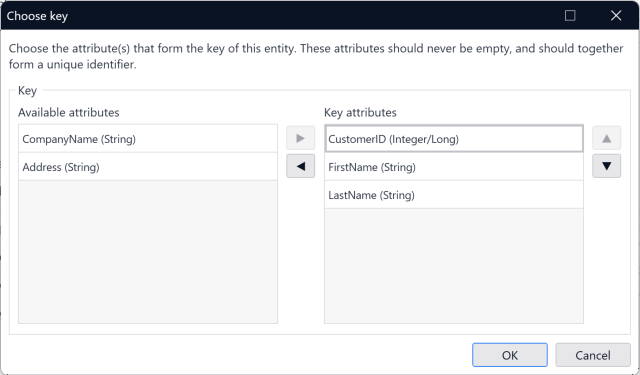 Choose key
Choose the attribute(s) that form the key of this entity. These attributes should never be empty, and should together
form a unique identifier.
Key
Available attributes
Key attributes
CompanyName (String)
CustomerID (Integer/Long)
Address (String)
FirstName (String)
LastName (String)
OK
Cancel